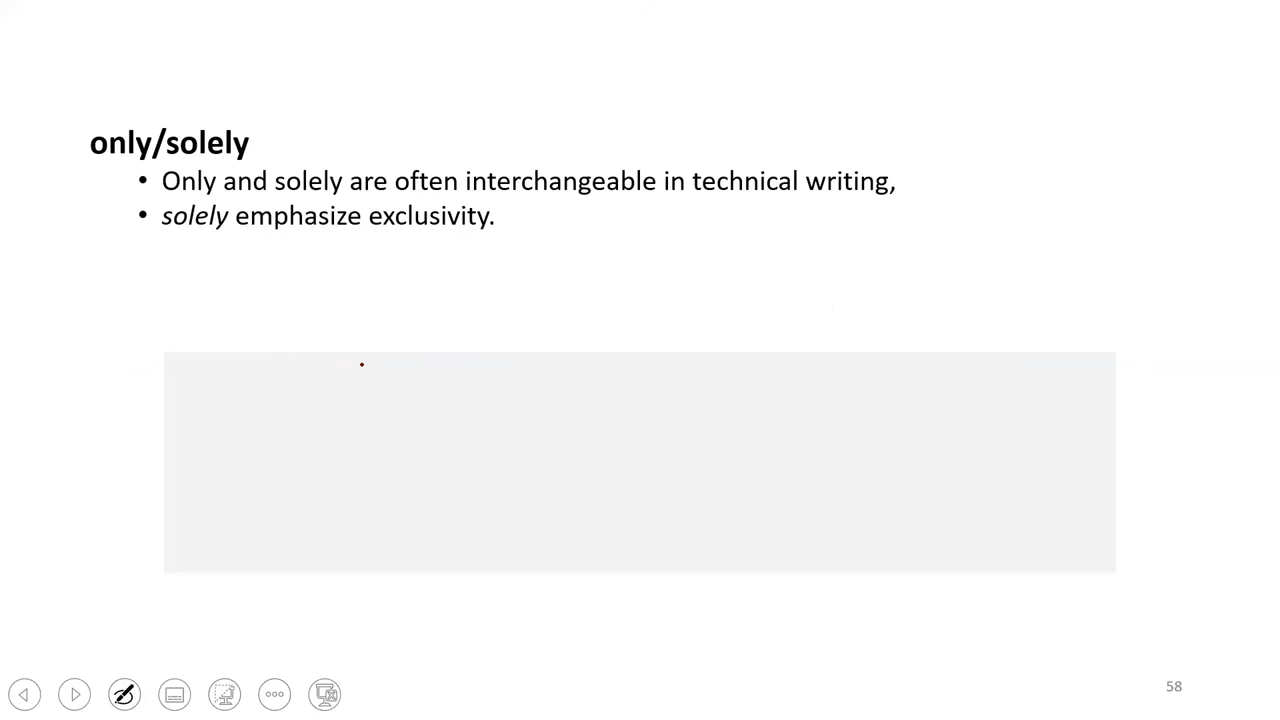 only/solely
• Only and solely are often interchangeable in technical writing,
• solely emphasize exclusivity.
58